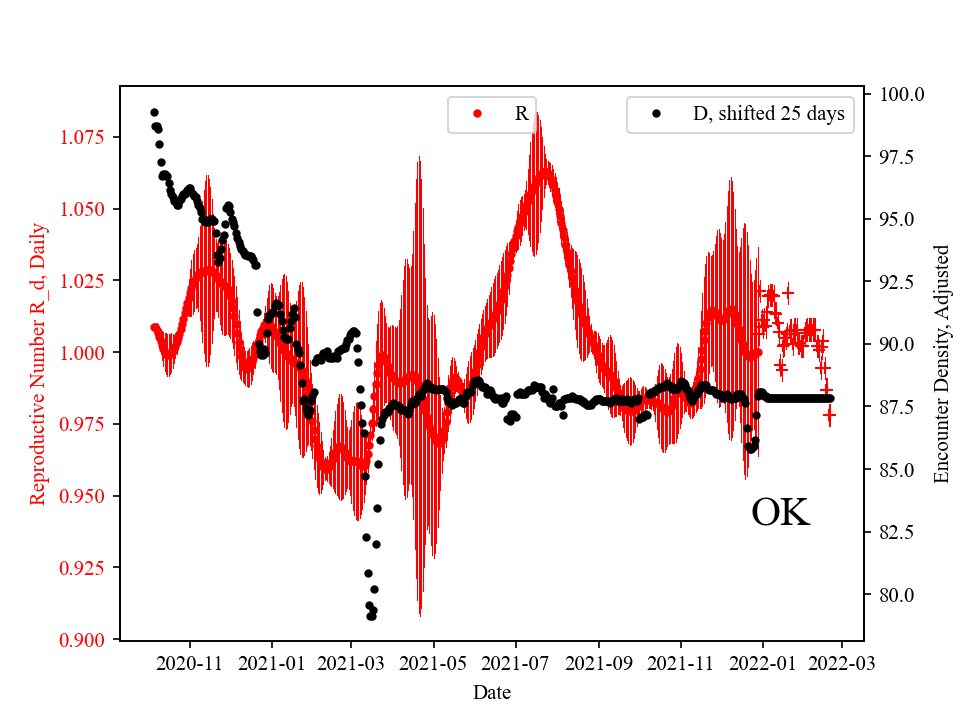 R
D, shifted 25 days
Reproductive Number R_d, Daily
1.075
1.050
1.025
1.000
0.975
0.950
0.925
0.900
100.0
97.5
95.0
92.5
90.0
87.5
85.0
82.5
80.0
Encounter Density, Adjusted
OK
2020-11 2021-01 2021-03 2021-05 2021-07 2021-09 2021-11 2022-01 2022-03
Date